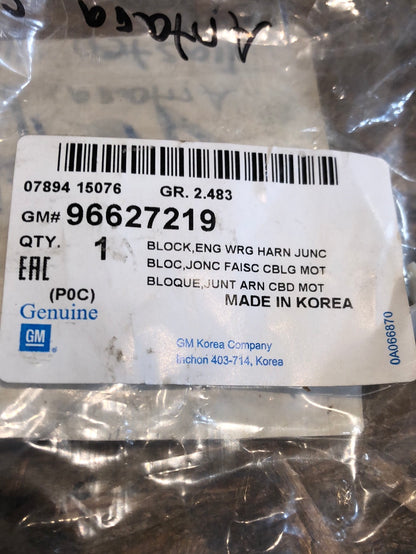 Antara
07894 15076 GR. 2.483
GM# 96627219
QTY. 1
BLOCK,ENG WRG HARN JUNC
BLOC,JONC FAISC CBLG MOT
BLOQUE,JUNT ARN CBD MOT
EAC
(P0C)
MADE IN KOREA
Genuine
GM
GM Korea Company
Inchon 403-714, Korea
0A066870